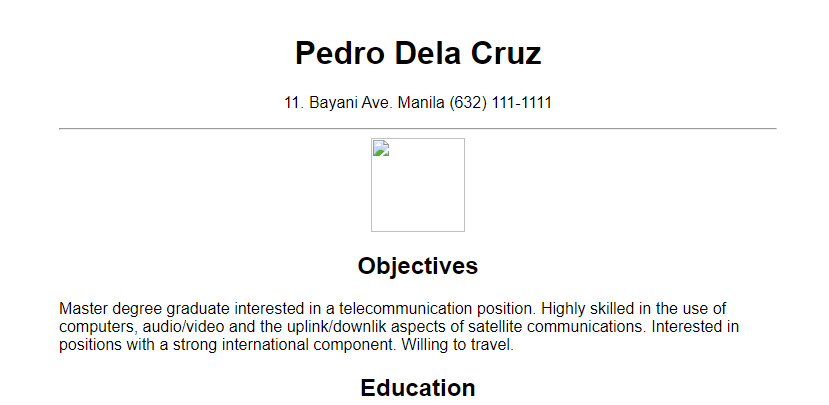 Pedro Dela Cruz
11. Bayani Ave. Manila (632) 111-1111
Objectives
Master degree graduate interested in a telecommunication position. Highly skilled in the use of
computers, audio/video and the uplink/downlik aspects of satellite communications. Interested in
positions with a strong international component. Willing to travel.
Education